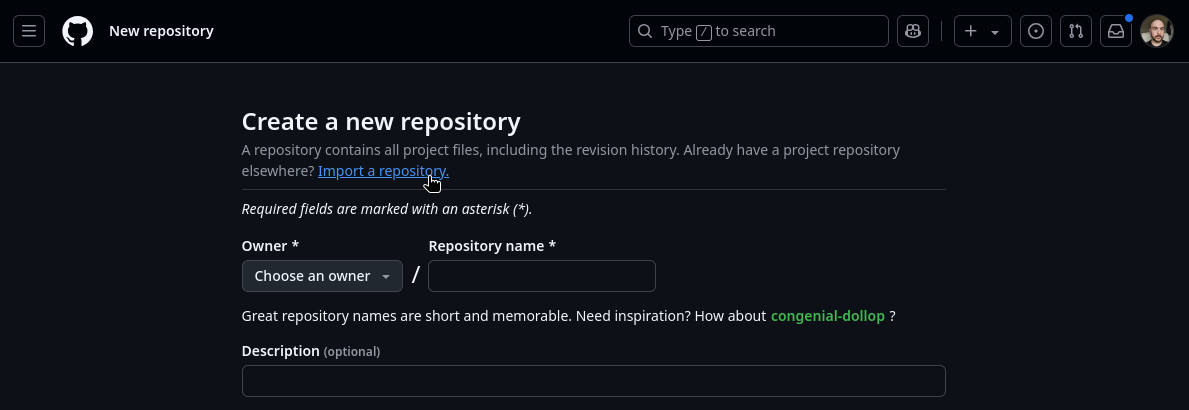 New repository
Type / to search
Create a new repository
A repository contains all project files, including the revision history. Already have a project repository
elsewhere? Import a repository.
Required fields are marked with an asterisk (*).
Owner *
Repository name *
Choose an owner
/
Great repository names are short and memorable. Need inspiration? How about congenial-dollop ?
Description (optional)